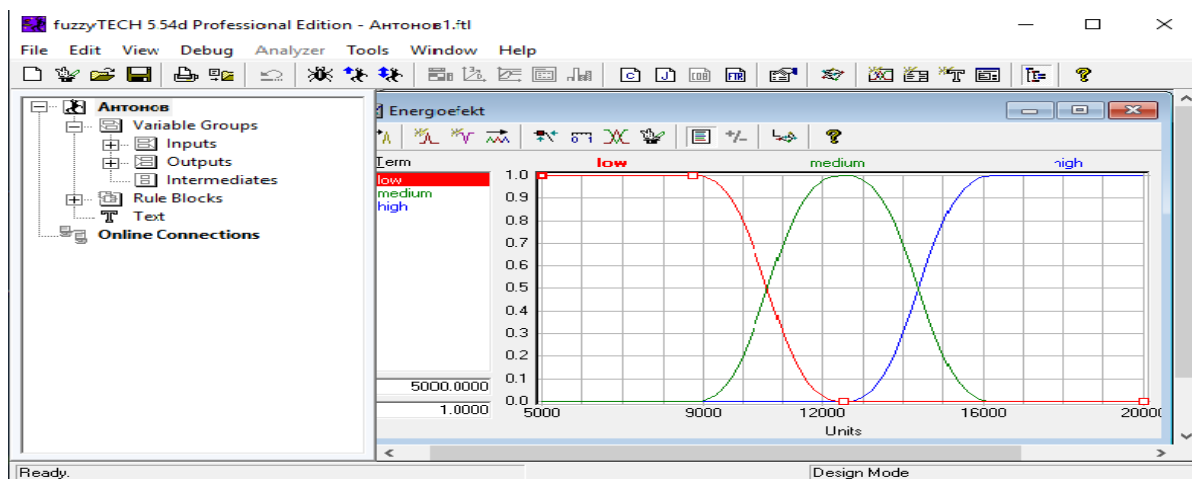 fuzzyTECH 5.54d Professional Edition - Антонов1.ftl
File Edit View Debug Analyzer Tools Window Help
Антонов
Variable Groups
Inputs
Outputs
Intermediates
Rule Blocks
Text
Online Connections
Energoefekt
Term
low
medium
high
5000.0000
1.0000
low medium high
1.0
0.9
0.8
0.7
0.6
0.5
0.4
0.3
0.2
0.1
0.0
5000 9000 12000 16000 20000
Units
Ready. Design Mode